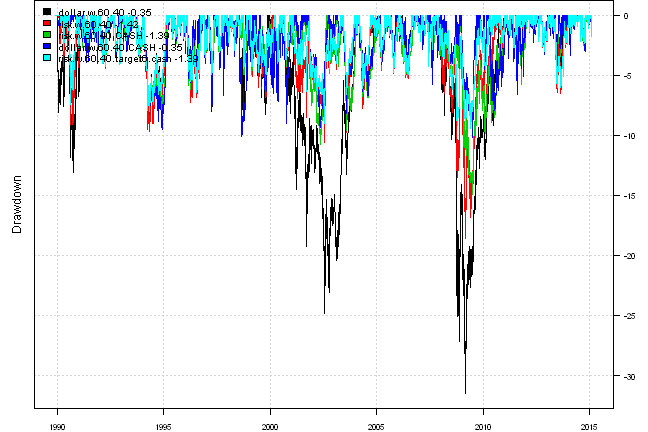 dollar.w.60.40 -0.35
risk.w.60.40 -1.42
risk.w.60.40.CASH -1.39
dollar.w.60.40.CASH -0.35
risk.w.60.40.target6.cash -1.39
Drawdown
0
-5
-10
-15
-20
-25
-30
1990
1995
2000
2005
2010
2015